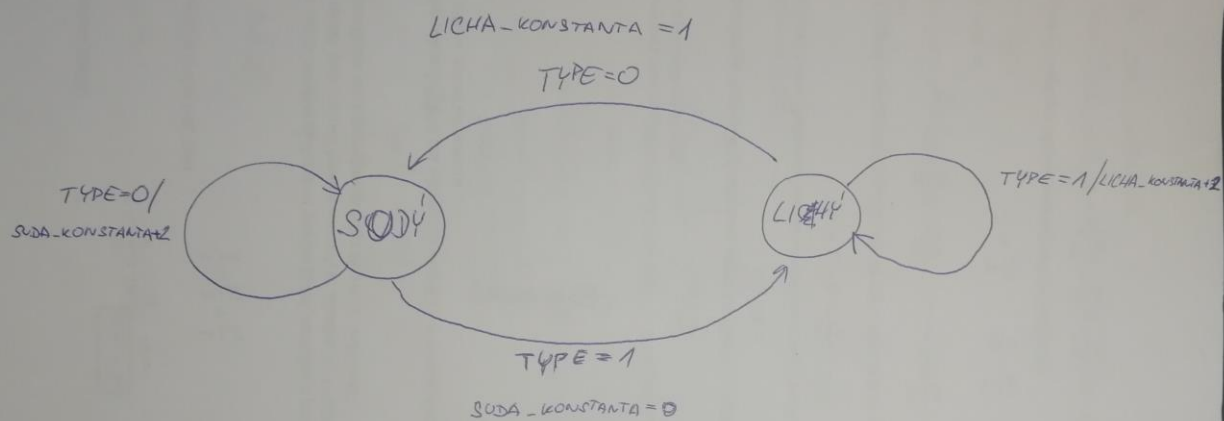 LICHA_KONSTANTA = 1
TYPE=0
TYPE=0/
SUDA_KONSTANTA+2
SUDÝ
LICHÝ
TYPE=1/LICHA_KONSTANTA+2
TYPE=1
SUDA_KONSTANTA=0